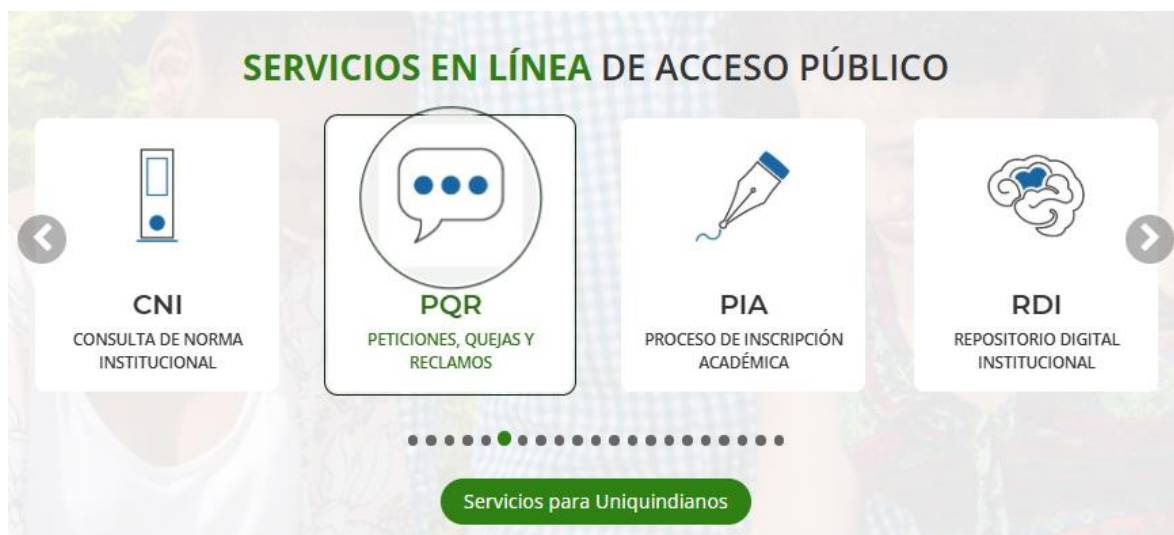 SERVICIOS EN LÍNEA DE ACCESO PÚBLICO
CNI
CONSULTA DE NORMA
INSTITUCIONAL
PQR
PETICIONES, QUEJAS Y
RECLAMOS
PIA
PROCESO DE INSCRIPCIÓN
ACADÉMICA
RDI
REPOSITORIO DIGITAL
INSTITUCIONAL
Servicios para Uniquindianos